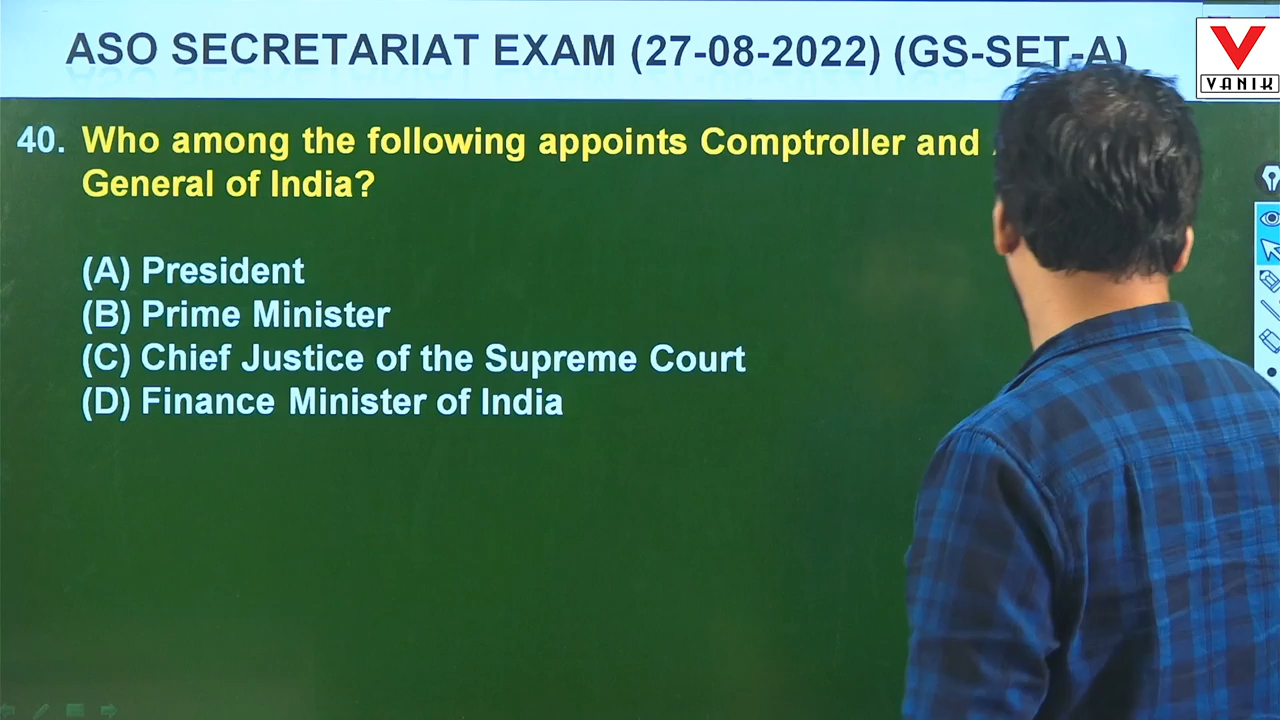 ASO SECRETARIAT EXAM (27-08-2022) (GS-SET-A)
VANIK
40. Who among the following appoints Comptroller and
General of India?
(A) President
(B) Prime Minister
(C) Chief Justice of the Supreme Court
(D) Finance Minister of India